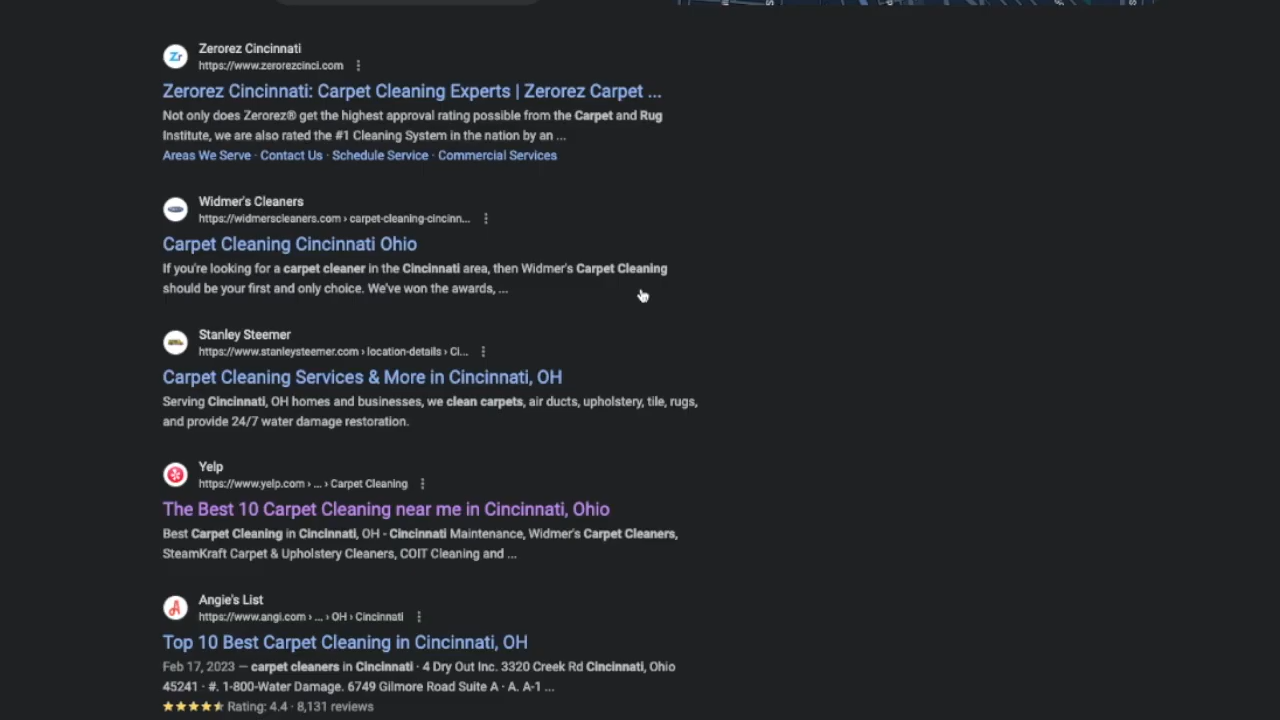 Zerorez Cincinnati
https://www.zerorezcinci.com
Zerorez Cincinnati: Carpet Cleaning Experts | Zerorez Carpet ...
Not only does Zerorez® get the highest approval rating possible from the Carpet and Rug
Institute, we are also rated the #1 Cleaning System in the nation by an ...
Areas We Serve · Contact Us · Schedule Service · Commercial Services
Widmer's Cleaners
https://widmerscleaners.com › carpet-cleaning-cincinn...
Carpet Cleaning Cincinnati Ohio
If you're looking for a carpet cleaner in the Cincinnati area, then Widmer's Carpet Cleaning
should be your first and only choice. We've won the awards, ...
Stanley Steemer
https://www.stanleysteemer.com › location-details › Ci...
Carpet Cleaning Services & More in Cincinnati, OH
Serving Cincinnati, OH homes and businesses, we clean carpets, air ducts, upholstery, tile, rugs,
and provide 24/7 water damage restoration.
Yelp
https://www.yelp.com › ... › Carpet Cleaning
The Best 10 Carpet Cleaning near me in Cincinnati, Ohio
Best Carpet Cleaning in Cincinnati, OH - Cincinnati Maintenance, Widmer's Carpet Cleaners,
SteamKraft Carpet & Upholstery Cleaners, COIT Cleaning and ...
Angie's List
https://www.angi.com › ... › OH › Cincinnati
Top 10 Best Carpet Cleaning in Cincinnati, OH
Feb 17, 2023 — carpet cleaners in Cincinnati · 4 Dry Out Inc. 3320 Creek Rd Cincinnati, Ohio
45241 · #. 1-800-Water Damage. 6749 Gilmore Road Suite A · A. A-1 ...
Rating: 4.4 · 8,131 reviews